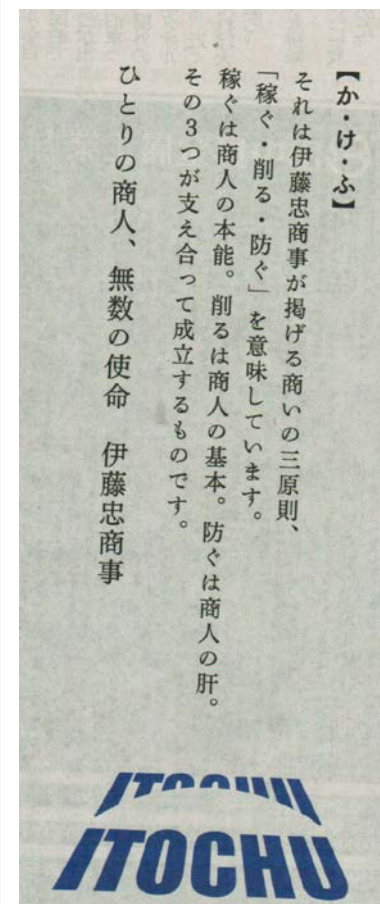 【か・け・ふ】
それは伊藤忠商事が掲げる商いの三原則、
「稼ぐ・削る・防ぐ」を意味しています。
稼ぐは商人の本能。削るは商人の基本。防ぐは商人の肝。
その3つが支え合って成立するものです。
ひとりの商人、無数の使命　伊藤忠商事
ITOCHU
ITOCHU